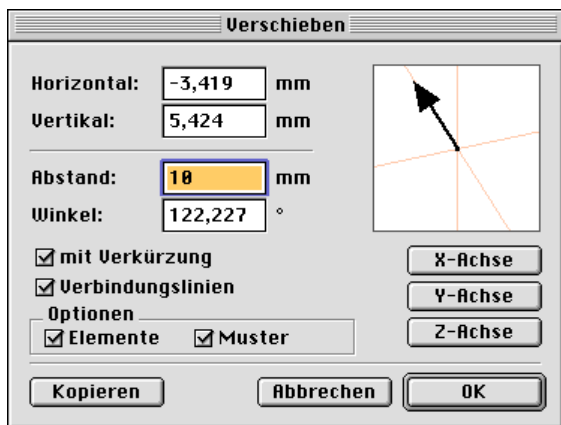 Verschieben
Horizontal: -3,419 mm
Vertikal: 5,424 mm
Abstand: 10 mm
Winkel: 122,227 °
mit Verkürzung
Verbindungslinien
Optionen
Elemente Muster
X-Achse
Y-Achse
Z-Achse
Kopieren Abbrechen OK